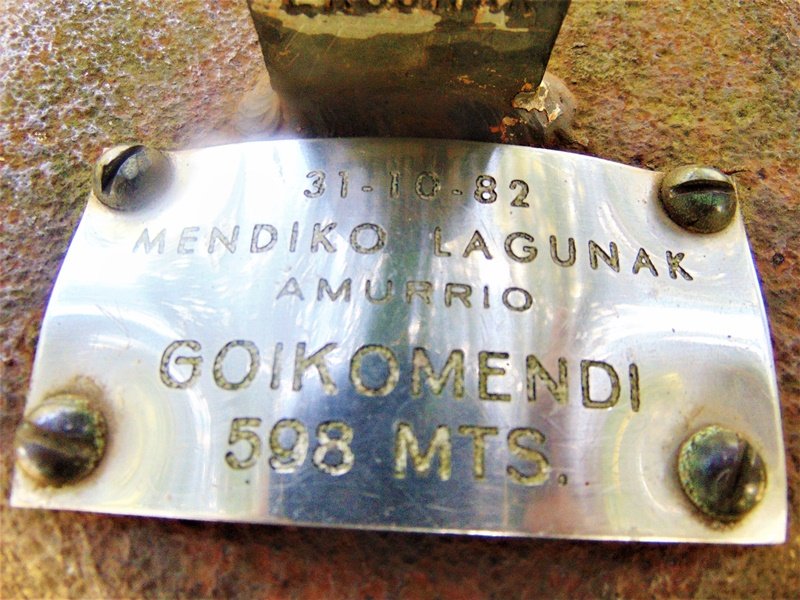 31-10-82
MENDIKO LAGUNAK
AMURRIO
GOIKOMENDI
598 MTS.